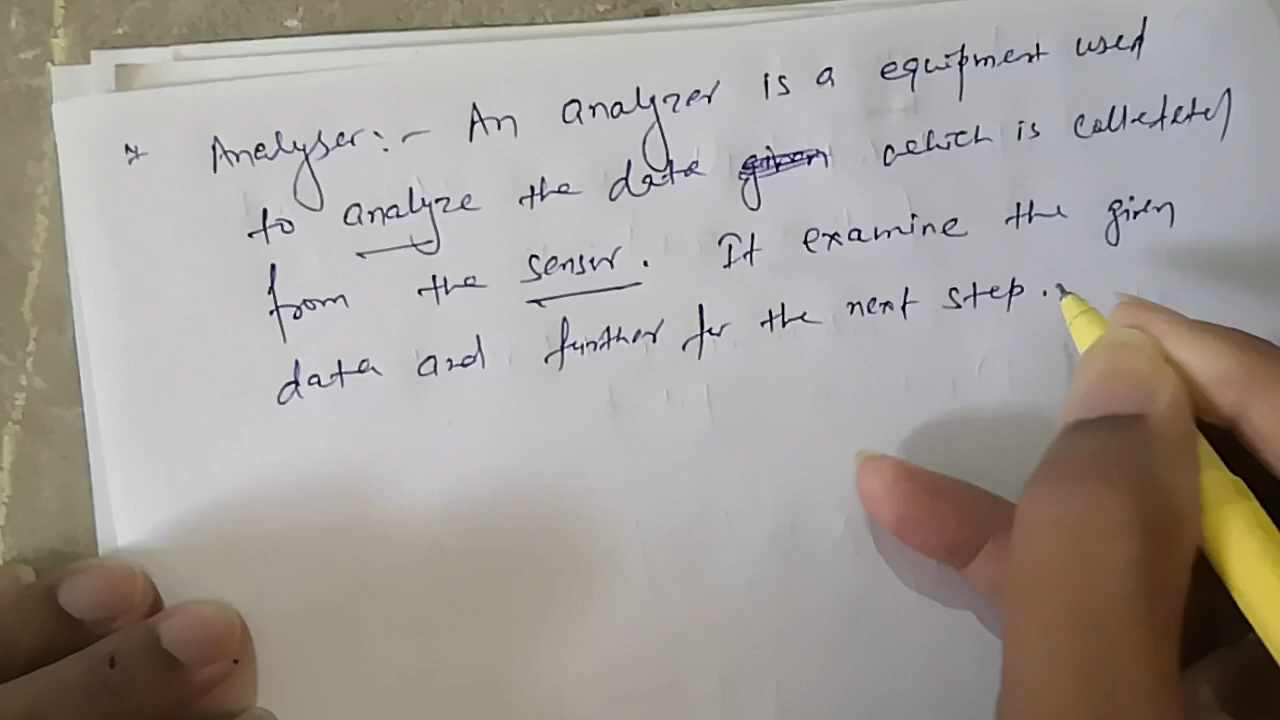 * Analyser:- An analyzer is a equipment used
to analyze the data given which is collected
from the sensor. It examine the given
data and further for the next step.